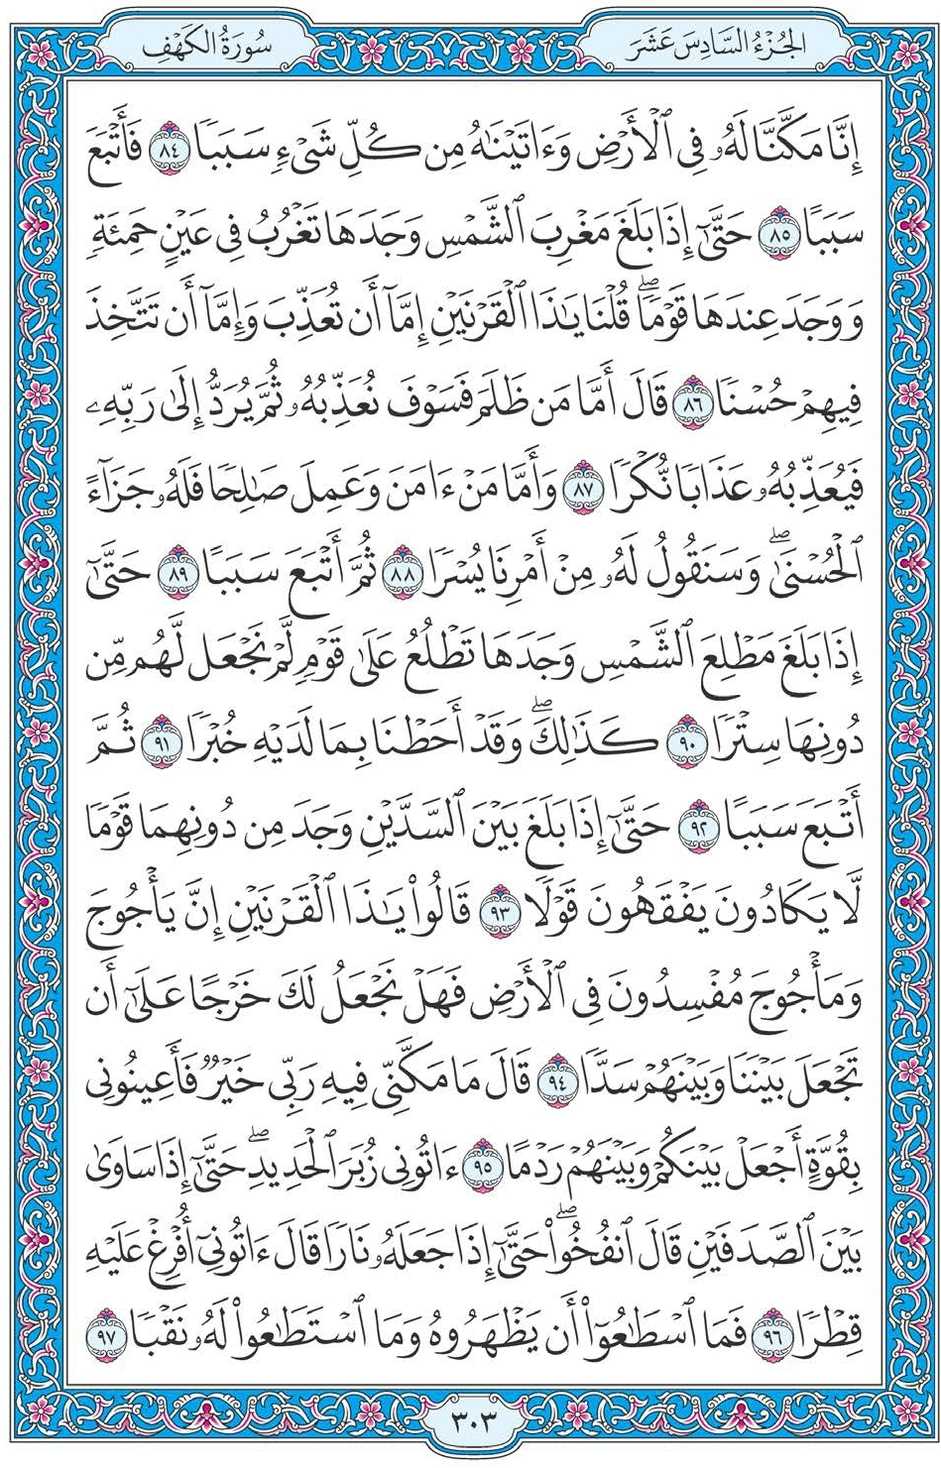 الجُزْءُ السَّادِسَ عَشَرَ
سُورَةُ الكَهْفِ
إِنَّا مَكَّنَّا لَهُۥ فِي ٱلْأَرْضِ وَءَاتَيْنَٰهُ مِن كُلِّ شَيْءٍ سَبَبٗا ٨٤ فَأَتْبَعَ
سَبَبًا ٨٥ حَتَّىٰٓ إِذَا بَلَغَ مَغْرِبَ ٱلشَّمْسِ وَجَدَهَا تَغْرُبُ فِي عَيْنٍ حَمِئَةٖ
وَوَجَدَ عِندَهَا قَوْمٗاۖ قُلْنَا يَٰذَا ٱلْقَرْنَيْنِ إِمَّآ أَن تُعَذِّبَ وَإِمَّآ أَن تَتَّخِذَ
فِيهِمْ حُسْنٗا ٨٦ قَالَ أَمَّا مَن ظَلَمَ فَسَوْفَ نُعَذِّبُهُۥ ثُمَّ يُرَدُّ إِلَىٰ رَبِّهِۦ
فَيُعَذِّبُهُۥ عَذَابٗا نُّكْرٗا ٨٧ وَأَمَّا مَنْ ءَامَنَ وَعَمِلَ صَٰلِحٗا فَلَهُۥ جَزَآءً
ٱلْحُسْنَىٰۖ وَسَنَقُولُ لَهُۥ مِنْ أَمْرِنَا يُسْرٗا ٨٨ ثُمَّ أَتْبَعَ سَبَبًا ٨٩ حَتَّىٰٓ
إِذَا بَلَغَ مَطْلِعَ ٱلشَّمْسِ وَجَدَهَا تَطْلُعُ عَلَىٰ قَوْمٖ لَّمْ نَجْعَل لَّهُم مِّن
دُونِهَا سِتْرٗا ٩٠ كَذَٰلِكَۖ وَقَدْ أَحَطْنَا بِمَا لَدَيْهِ خُبْرٗا ٩١ ثُمَّ
أَتْبَعَ سَبَبًا ٩٢ حَتَّىٰٓ إِذَا بَلَغَ بَيْنَ ٱلسَّدَّيْنِ وَجَدَ مِن دُونِهِمَا قَوْمٗا
لَّا يَكَادُونَ يَفْقَهُونَ قَوْلٗا ٩٣ قَالُوا۟ يَٰذَا ٱلْقَرْنَيْنِ إِنَّ يَأْجُوجَ
وَمَأْجُوجَ مُفْسِدُونَ فِي ٱلْأَرْضِ فَهَلْ نَجْعَلُ لَكَ خَرْجًا عَلَىٰٓ أَن
تَجْعَلَ بَيْنَنَا وَبَيْنَهُمْ سَدّٗا ٩٤ قَالَ مَا مَكَّنِّي فِيهِ رَبِّي خَيْرٞ فَأَعِينُونِي
بِقُوَّةٍ أَجْعَلْ بَيْنَكُمْ وَبَيْنَهُمْ رَدْمًا ٩٥ ءَاتُونِي زُبَرَ ٱلْحَدِيدِۖ حَتَّىٰٓ إِذَا سَاوَىٰ
بَيْنَ ٱلصَّدَفَيْنِ قَالَ ٱنفُخُوا۟ۖ حَتَّىٰٓ إِذَا جَعَلَهُۥ نَارٗا قَالَ ءَاتُونِيٓ أُفْرِغْ عَلَيْهِ
قِطْرٗا ٩٦ فَمَا ٱسْطَٰعُوٓا۟ أَن يَظْهَرُوهُ وَمَا ٱسْتَطَٰعُوا۟ لَهُۥ نَقْبٗا ٩٧
٣٠٣